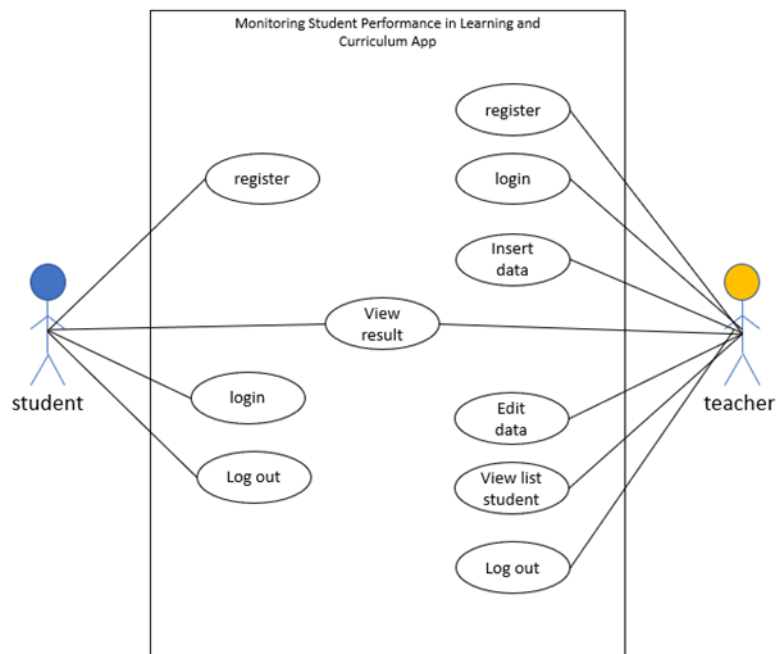 Monitoring Student Performance in Learning and
Curriculum App
register
register
login
Insert
data
View
result
student
teacher
login
Edit
data
Log out
View list
student
Log out